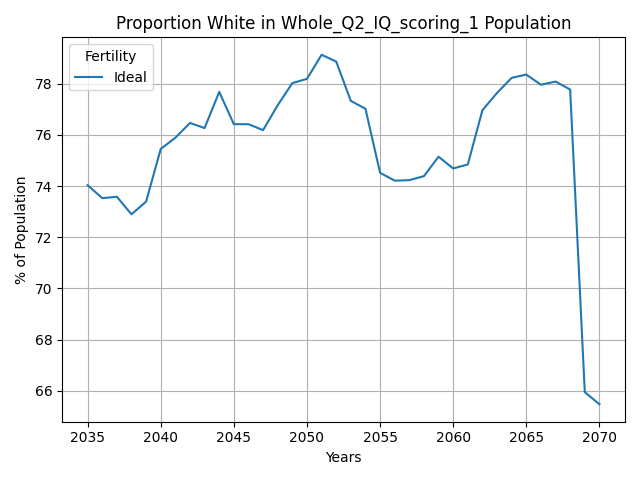 Proportion White in Whole_Q2_IQ_scoring_1 Population
Fertility
Ideal
% of Population
78
76
74
72
70
68
66
2035 2040 2045 2050 2055 2060 2065 2070
Years